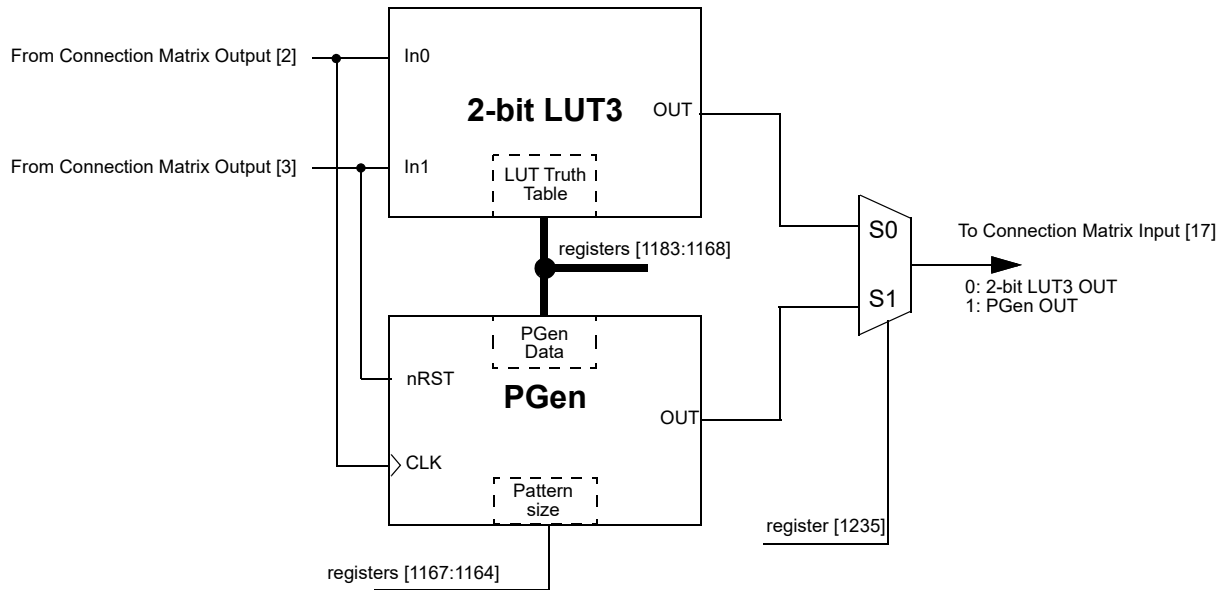 From Connection Matrix Output [2]
In0
2-bit LUT3
OUT
From Connection Matrix Output [3]
In1
LUT Truth
Table
S0
To Connection Matrix Input [17]
registers [1183:1168]
0: 2-bit LUT3 OUT
S1
1: PGen OUT
PGen
Data
nRST
PGen
OUT
CLK
Pattern
size
register [1235]
registers [1167:1164]